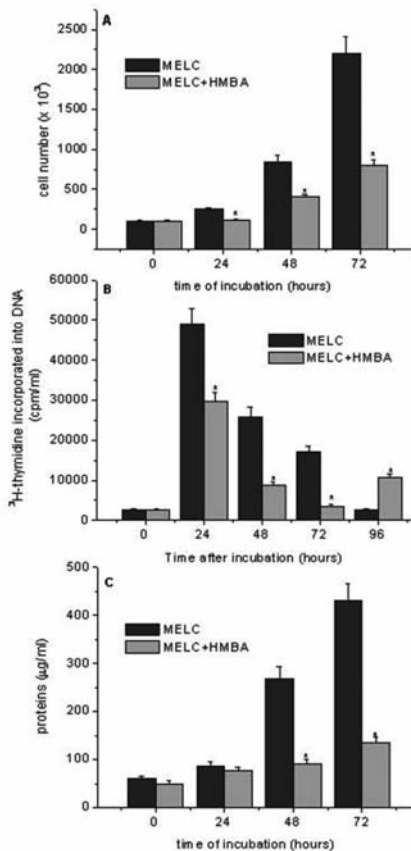 A
MELC
MELC+HMBA
2500
2000
1500
1000
500
0
cell number (x 10³)
*
*
*
0 24 48 72
time of incubation (hours)
B
MELC
MELC+HMBA
60000
50000
40000
30000
20000
10000
0
³H-thymidine incorporated into DNA
(cpm/ml)
*
*
*
*
0 24 48 72 96
Time after incubation (hours)
C
MELC
MELC+HMBA
500
400
300
200
100
0
proteins (µg/ml)
*
*
0 24 48 72
time of incubation (hours)